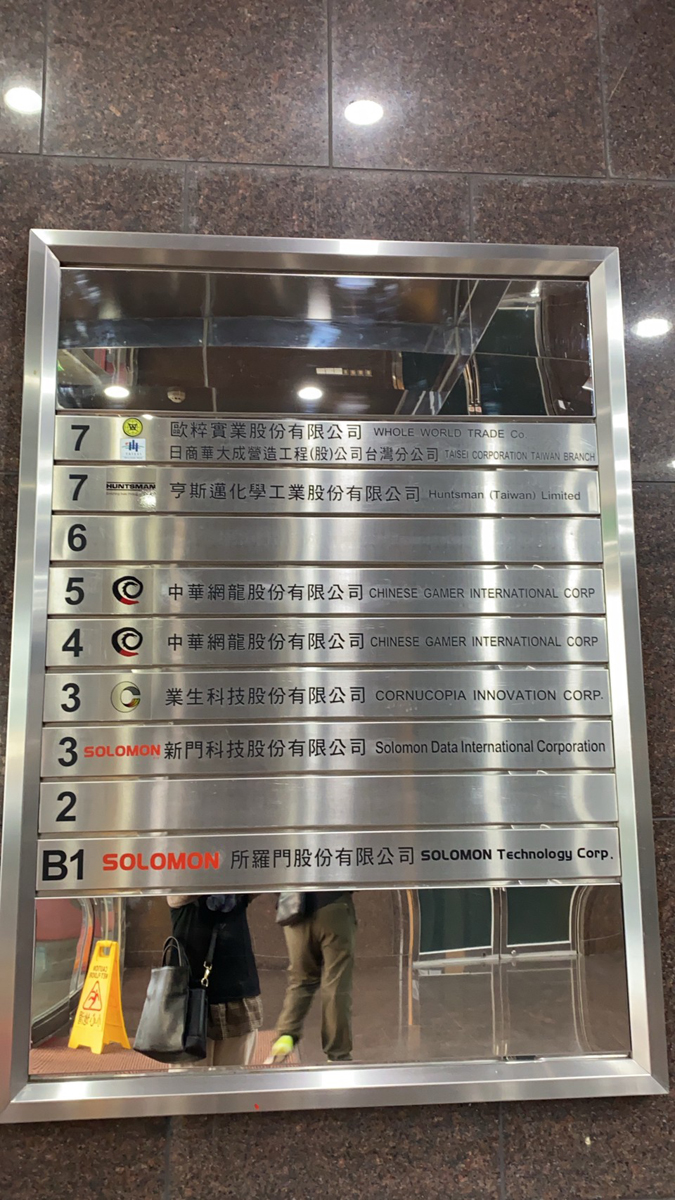 7 歐粹實業股份有限公司 WHOLE WORLD TRADE Co.
日商華大成營造工程(股)公司台灣分公司 TAISEI CORPORATION TAIWAN BRANCH
7 HUNTSMAN 亨斯邁化學工業股份有限公司 Huntsman (Taiwan) Limited
6
5 中華網龍股份有限公司 CHINESE GAMER INTERNATIONAL CORP
4 中華網龍股份有限公司 CHINESE GAMER INTERNATIONAL CORP
3 業生科技股份有限公司 CORNUCOPIA INNOVATION CORP.
3 SOLOMON 新門科技股份有限公司 Solomon Data International Corporation
2
B1 SOLOMON 所羅門股份有限公司 SOLOMON Technology Corp.